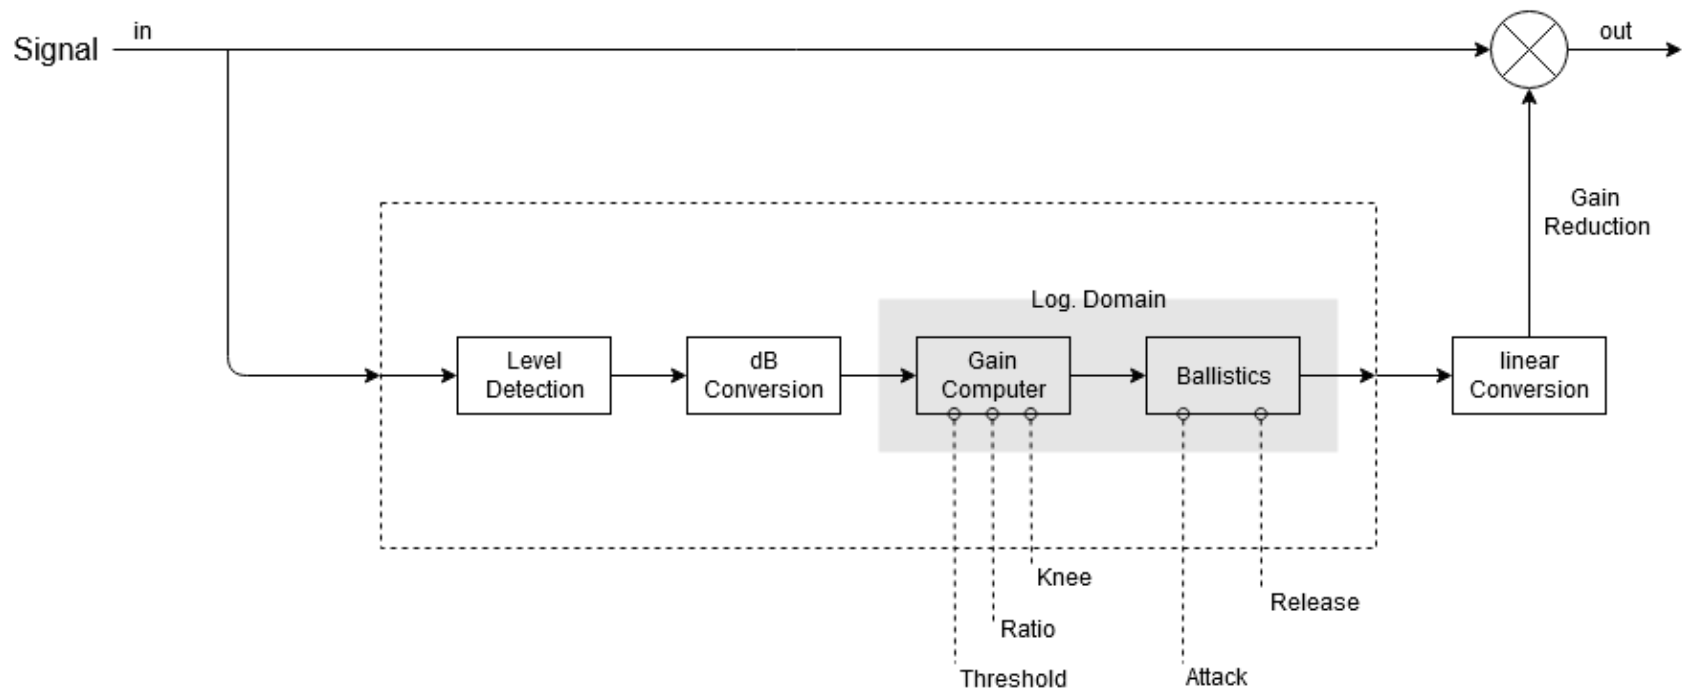 Signal
in
out
Gain
Reduction
Log. Domain
Level
Detection
dB
Conversion
Gain
Computer
Ballistics
linear
Conversion
Knee
Release
Ratio
Threshold
Attack